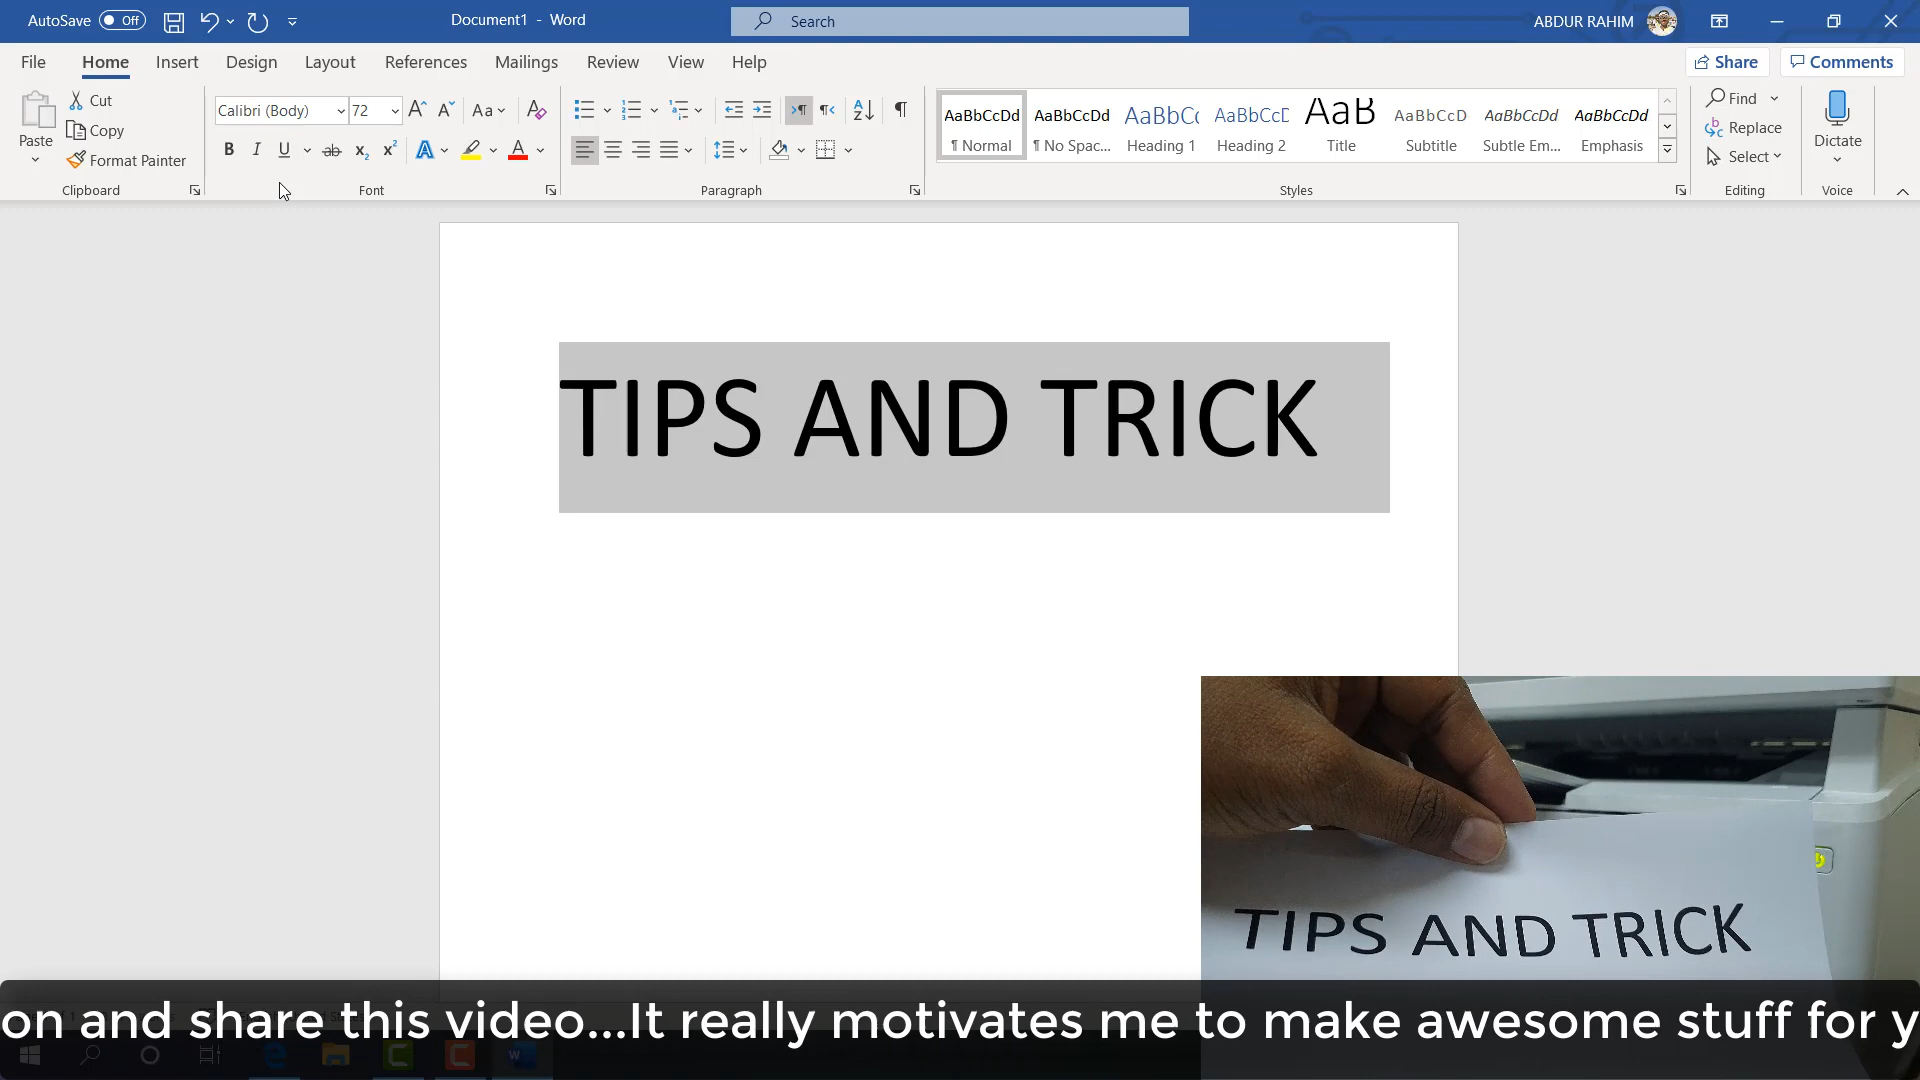 AutoSave Off Document1 - Word Search ABDUR RAHIM
File Home Insert Design Layout References Mailings Review View Help Share Comments
Paste Cut Copy Format Painter
Clipboard
Calibri (Body) 72 Aa
B I U ab x2 x2 A A
Font
Paragraph
AaBbCcDd AaBbCcDd AaBbCc AaBbCcE AaB AaBbCcD AaBbCcDd AaBbCcDd
¶ Normal ¶ No Spac... Heading 1 Heading 2 Title Subtitle Subtle Em... Emphasis
Styles
Find
Replace
Select
Editing
Dictate
Voice
TIPS AND TRICK
TIPS AND TRICK
on and share this video...It really motivates me to make awesome stuff for y